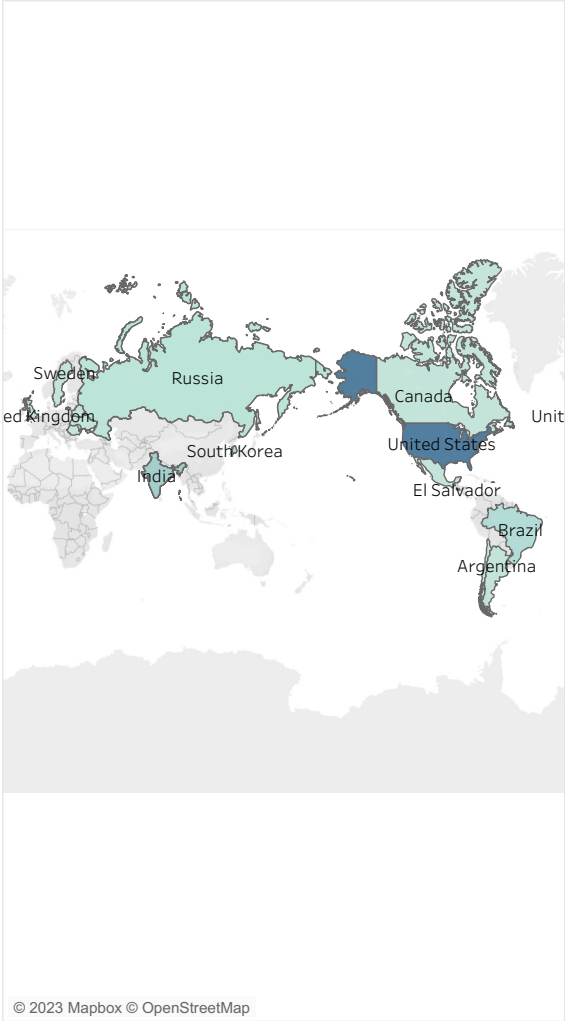 Sweden
Russia
Canada
ed Kingdom
Unit
United States
South Korea
India
El Salvador
Brazil
Argentina
© 2023 Mapbox © OpenStreetMap